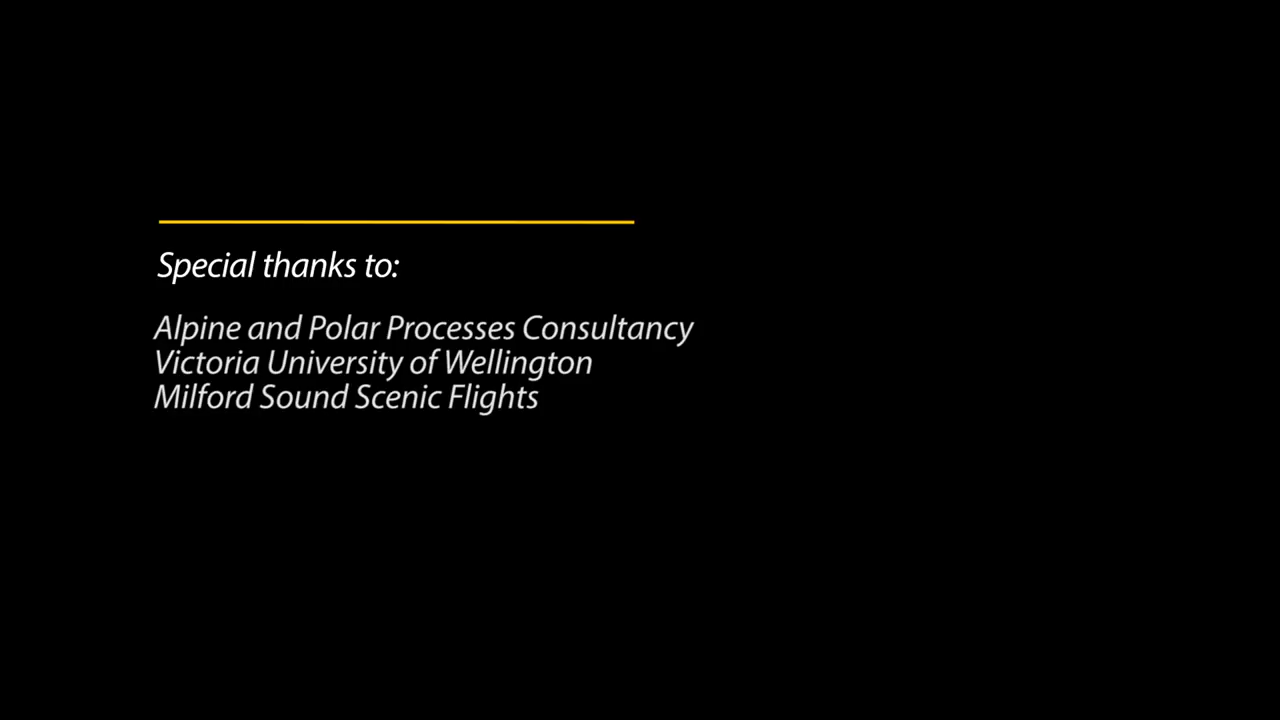 Special thanks to:
Alpine and Polar Processes Consultancy
Victoria University of Wellington
Milford Sound Scenic Flights